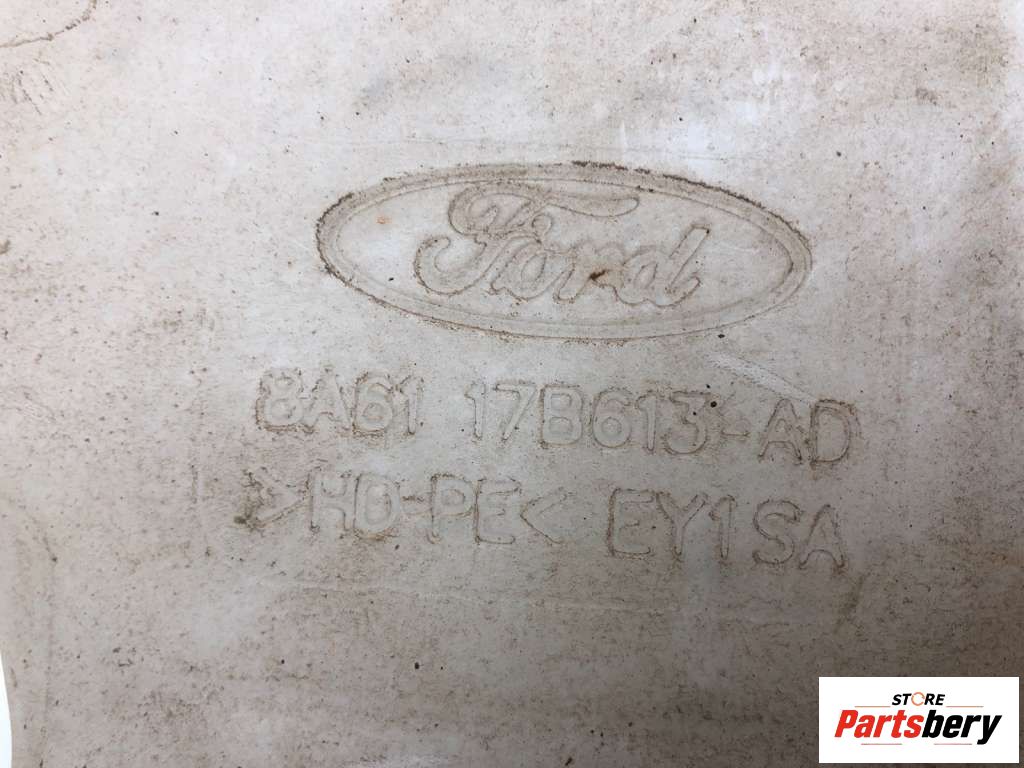 Ford
8A61 17B613-AD
>HD-PE< EY1SA
STORE
Partsbery